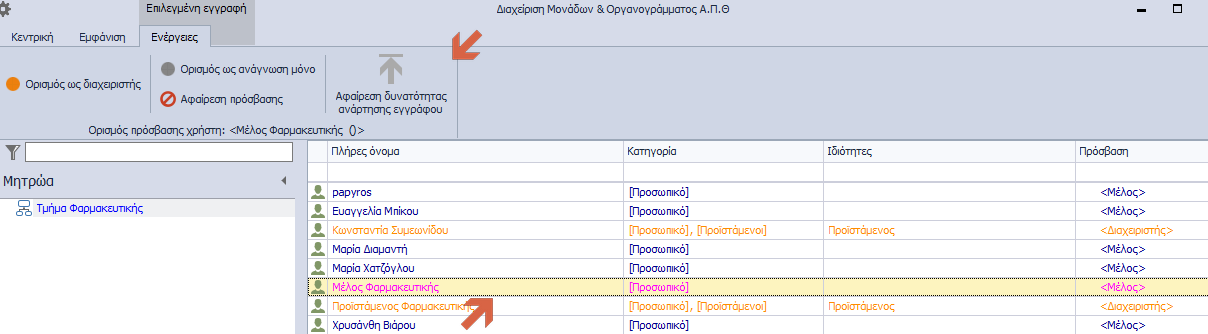 Επιλεγμένη εγγραφή
Διαχείριση Μονάδων & Οργανογράμματος Α.Π.Θ
Κεντρική Εμφάνιση Ενέργειες
Ορισμός ως διαχειριστής
Ορισμός ως ανάγνωση μόνο
Αφαίρεση πρόσβασης
Αφαίρεση δυνατότητας
ανάρτησης εγγράφου
Ορισμός πρόσβασης χρήστη: <Μέλος Φαρμακευτικής ()>
Μητρώα
Τμήμα Φαρμακευτικής
Πλήρες όνομα Κατηγορία Ιδιότητες Πρόσβαση
papyros [Προσωπικό] <Μέλος>
Ευαγγελία Μπίκου [Προσωπικό] <Μέλος>
Κωνσταντία Συμεωνίδου [Προσωπικό], [Προϊστάμενοι] Προϊστάμενος <Διαχειριστής>
Μαρία Διαμαντή [Προσωπικό] <Μέλος>
Μαρία Χατζόγλου [Προσωπικό] <Μέλος>
Μέλος Φαρμακευτικής [Προσωπικό] <Μέλος>
Προϊστάμενος Φαρμακευτικής [Προσωπικό], [Προϊστάμενοι] Προϊστάμενος <Διαχειριστής>
Χρυσάνθη Βιάρου [Προσωπικό] <Μέλος>